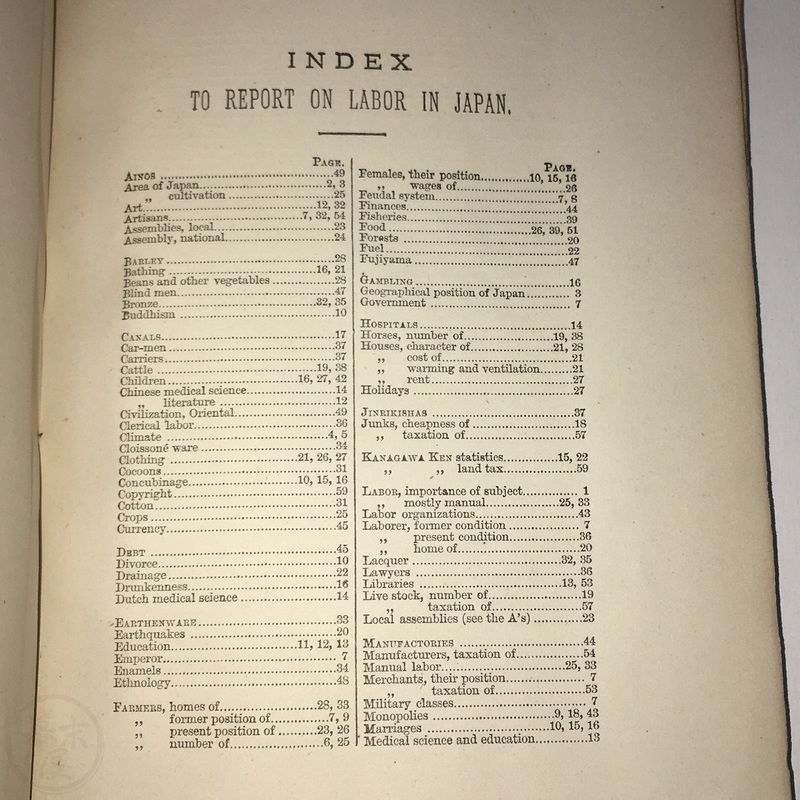 INDEX
TO REPORT ON LABOR IN JAPAN.
PAGE.
AINOS ........ 49
Area of Japan........ 2, 3
„ cultivation ........ 25
Art........ 12, 32
Artisans........ 7, 32, 54
Assemblies, local........ 23
Assembly, national........ 24
BARLEY ........ 28
Bathing ........ 16, 21
Beans and other vegetables ........ 28
Blind men........ 47
Bronze........ 32, 35
Buddhism ........ 10
CANALS........ 17
Car-men ........ 37
Carriers........ 37
Cattle ........ 19, 38
Children........ 16, 27, 42
Chinese medical science........ 14
„ literature ........ 12
Civilization, Oriental........ 49
Clerical labor........ 36
Climate ........ 4, 5
Cloissoné ware ........ 34
Clothing ........ 21, 26, 27
Cocoons........ 31
Concubinage........ 10, 15, 16
Copyright........ 59
Cotton........ 31
Crops ........ 25
Currency........ 45
DEBT ........ 45
Divorce........ 10
Drainage........ 22
Drunkenness........ 16
Dutch medical science ........ 14
EARTHENWARE........ 33
Earthquakes ........ 20
Education........ 11, 12, 13
Emperor........ 7
Enamels ........ 34
Ethnology........ 48
FARMERS, homes of........ 28, 33
„ former position of........ 7, 9
„ present position of ........ 23, 26
„ number of........ 6, 25
PAGE.
Females, their position........ 10, 15, 16
„ wages of........ 26
Feudal system........ 7, 8
Finances........ 44
Fisheries........ 39
Food........ 26, 39, 51
Forests ........ 20
Fuel........ 22
Fujiyama ........ 47
GAMBLING ........ 16
Geographical position of Japan........ 3
Government ........ 7
HOSPITALS........ 14
Horses, number of........ 19, 38
Houses, character of........ 21, 28
„ cost of........ 21
„ warming and ventilation........ 21
„ rent........ 27
Holidays ........ 27
JINRIKISHAS ........ 37
Junks, cheapness of ........ 18
„ taxation of........ 57
KANAGAWA KEN statistics........ 15, 22
„ „ land tax........ 59
LABOR, importance of subject........ 1
„ mostly manual........ 25, 33
Labor organizations........ 43
Laborer, former condition ........ 7
„ present condition........ 36
„ home of........ 20
Lacquer ........ 32, 35
Lawyers ........ 36
Libraries ........ 13, 53
Live stock, number of........ 19
„ taxation of........ 57
Local assemblies (see the A's) ........ 23
MANUFACTORIES ........ 44
Manufacturers, taxation of........ 54
Manual labor........ 25, 33
Merchants, their position........ 7
„ taxation of........ 53
Military classes........ 7
Monopolies ........ 9, 18, 43
Marriages ........ 10, 15, 16
Medical science and education........ 13